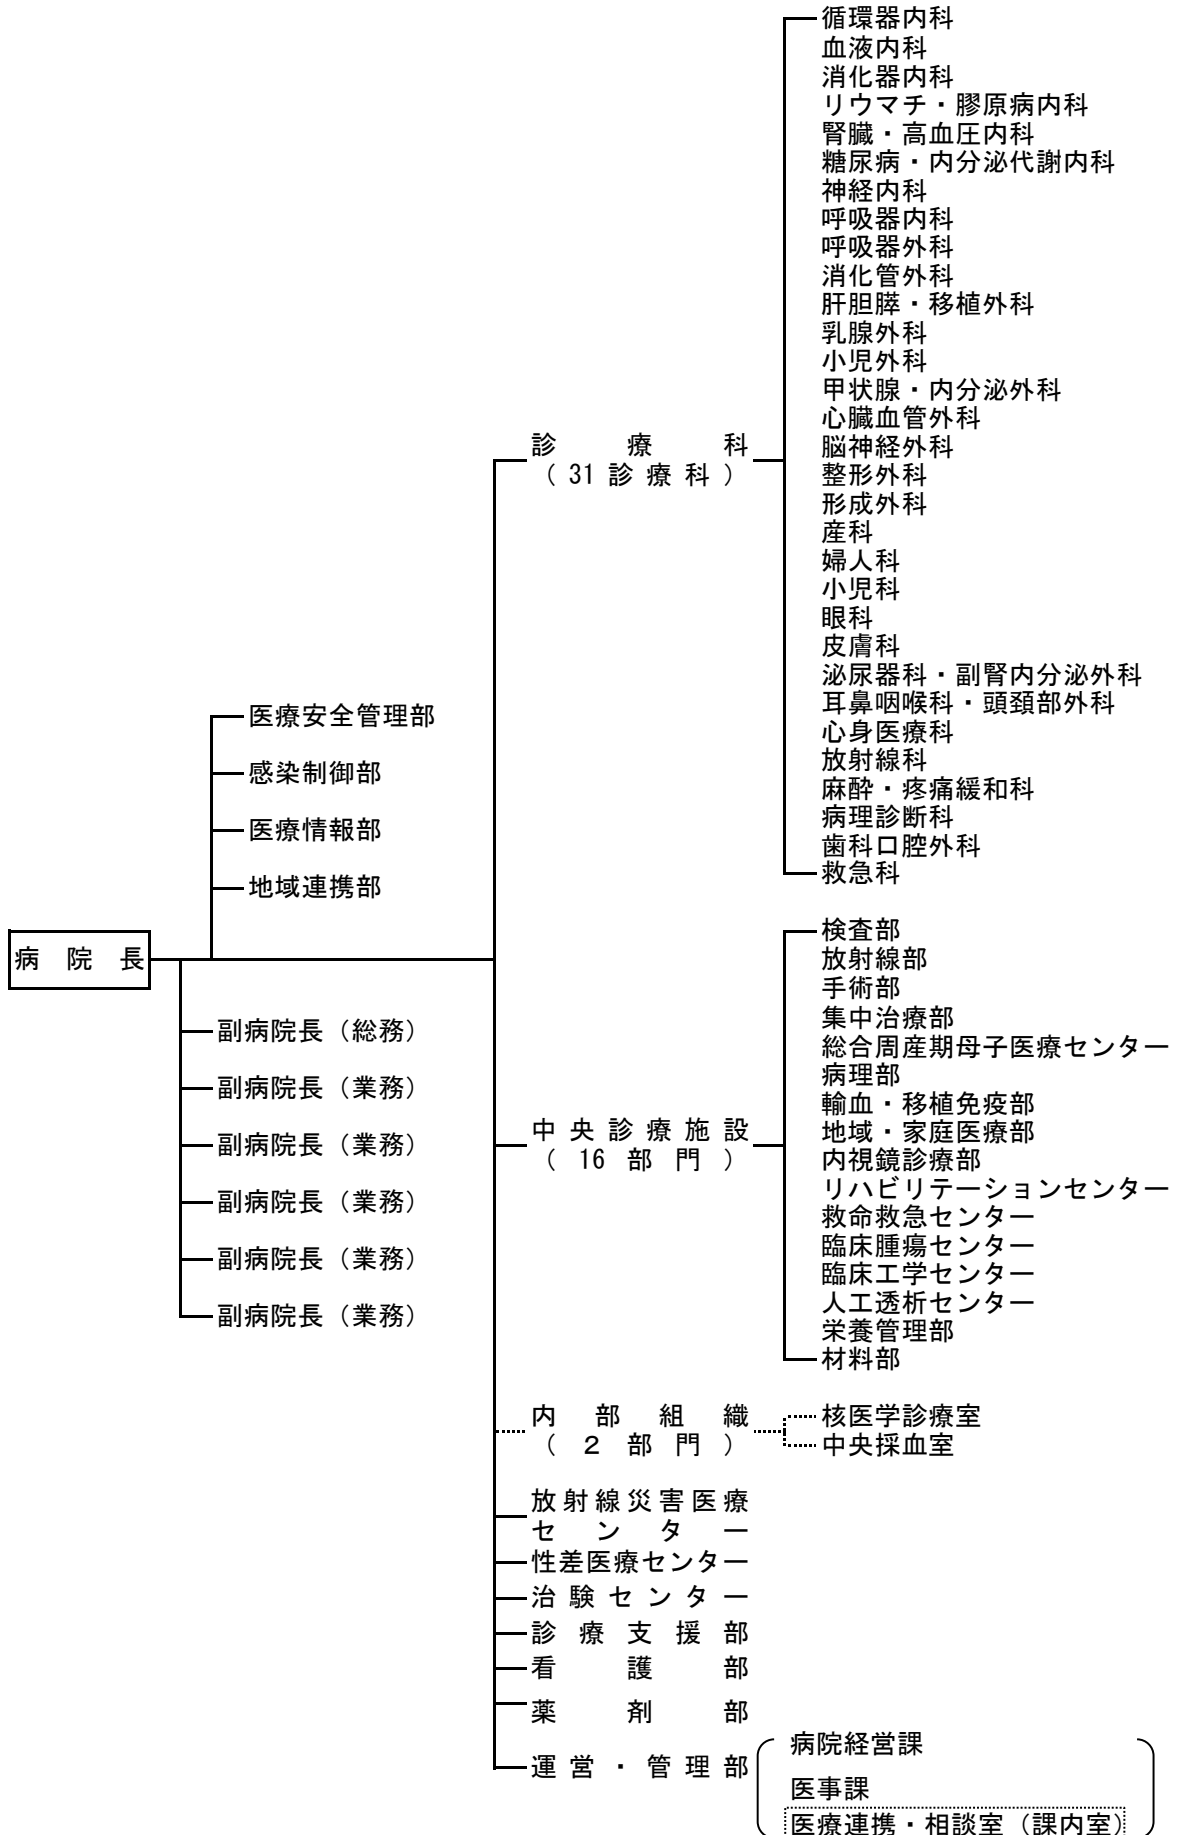 循環器内科
血液内科
消化器内科
リウマチ・膠原病内科
腎臓・高血圧内科
糖尿病・内分泌代謝内科
神経内科
呼吸器内科
呼吸器外科
消化管外科
肝胆膵・移植外科
乳腺外科
小児外科
甲状腺・内分泌外科
心臓血管外科
脳神経外科
整形外科
形成外科
産科
婦人科
小児科
眼科
皮膚科
泌尿器科・副腎内分泌外科
耳鼻咽喉科・頭頚部外科
心身医療科
放射線科
麻酔・疼痛緩和科
病理診断科
歯科口腔外科
救急科
診療科
（31診療科）
医療安全管理部
感染制御部
医療情報部
地域連携部
病院長
副病院長（総務）
副病院長（業務）
副病院長（業務）
副病院長（業務）
副病院長（業務）
副病院長（業務）
検査部
放射線部
手術部
集中治療部
総合周産期母子医療センター
病理部
輸血・移植免疫部
地域・家庭医療部
内視鏡診療部
リハビリテーションセンター
救命救急センター
臨床腫瘍センター
臨床工学センター
人工透析センター
栄養管理部
材料部
中央診療施設
（16部門）
内部組織
（２部門）
核医学診療室
中央採血室
放射線災害医療
センター
性差医療センター
治験センター
診療支援部
看護部
薬剤部
運営・管理部
病院経営課
医事課
医療連携・相談室（課内室）